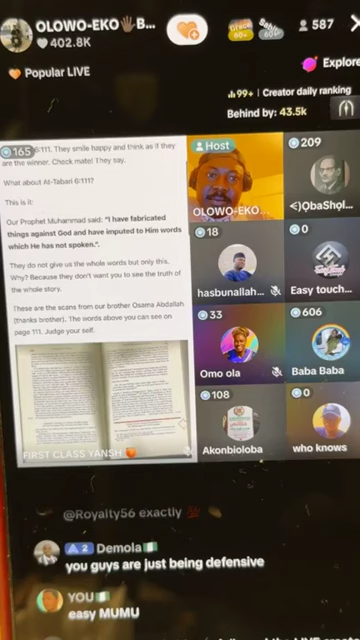 OLOWO-EKO🖐🏿B...
402.8K
Grace
60+
Bable
60+
587
Popular LIVE
Explore
99+ | Creator daily ranking
Behind by: 43.5k
165
6:111. They smile happy and think as if they
are the winner. Check mate! They say.
What about At-Tabari 6:111?
This is it:
Our Prophet Muhammad said: "I have fabricated
things against God and have imputed to Him words
which He has not spoken.".
They do not give us the whole words but only this.
Why? Because they don't want you to see the truth of
the whole story.
These are the scans from our brother Osama Abdallah
(thanks brother). The words above you can see on
page 111. Judge your self.
FIRST CLASS YANSH 🍑
Host
OLOWO-EKO...
209
<)ObaShol...
18
hasbunallah...
0
Easy touch...
33
Omo ola
606
Baba Baba
108
Akonbioloba
0
who knows
@Royalty56 exactly 💯
2 Demola🇳🇬
you guys are just being defensive
YOU🇳🇬
easy MUMU